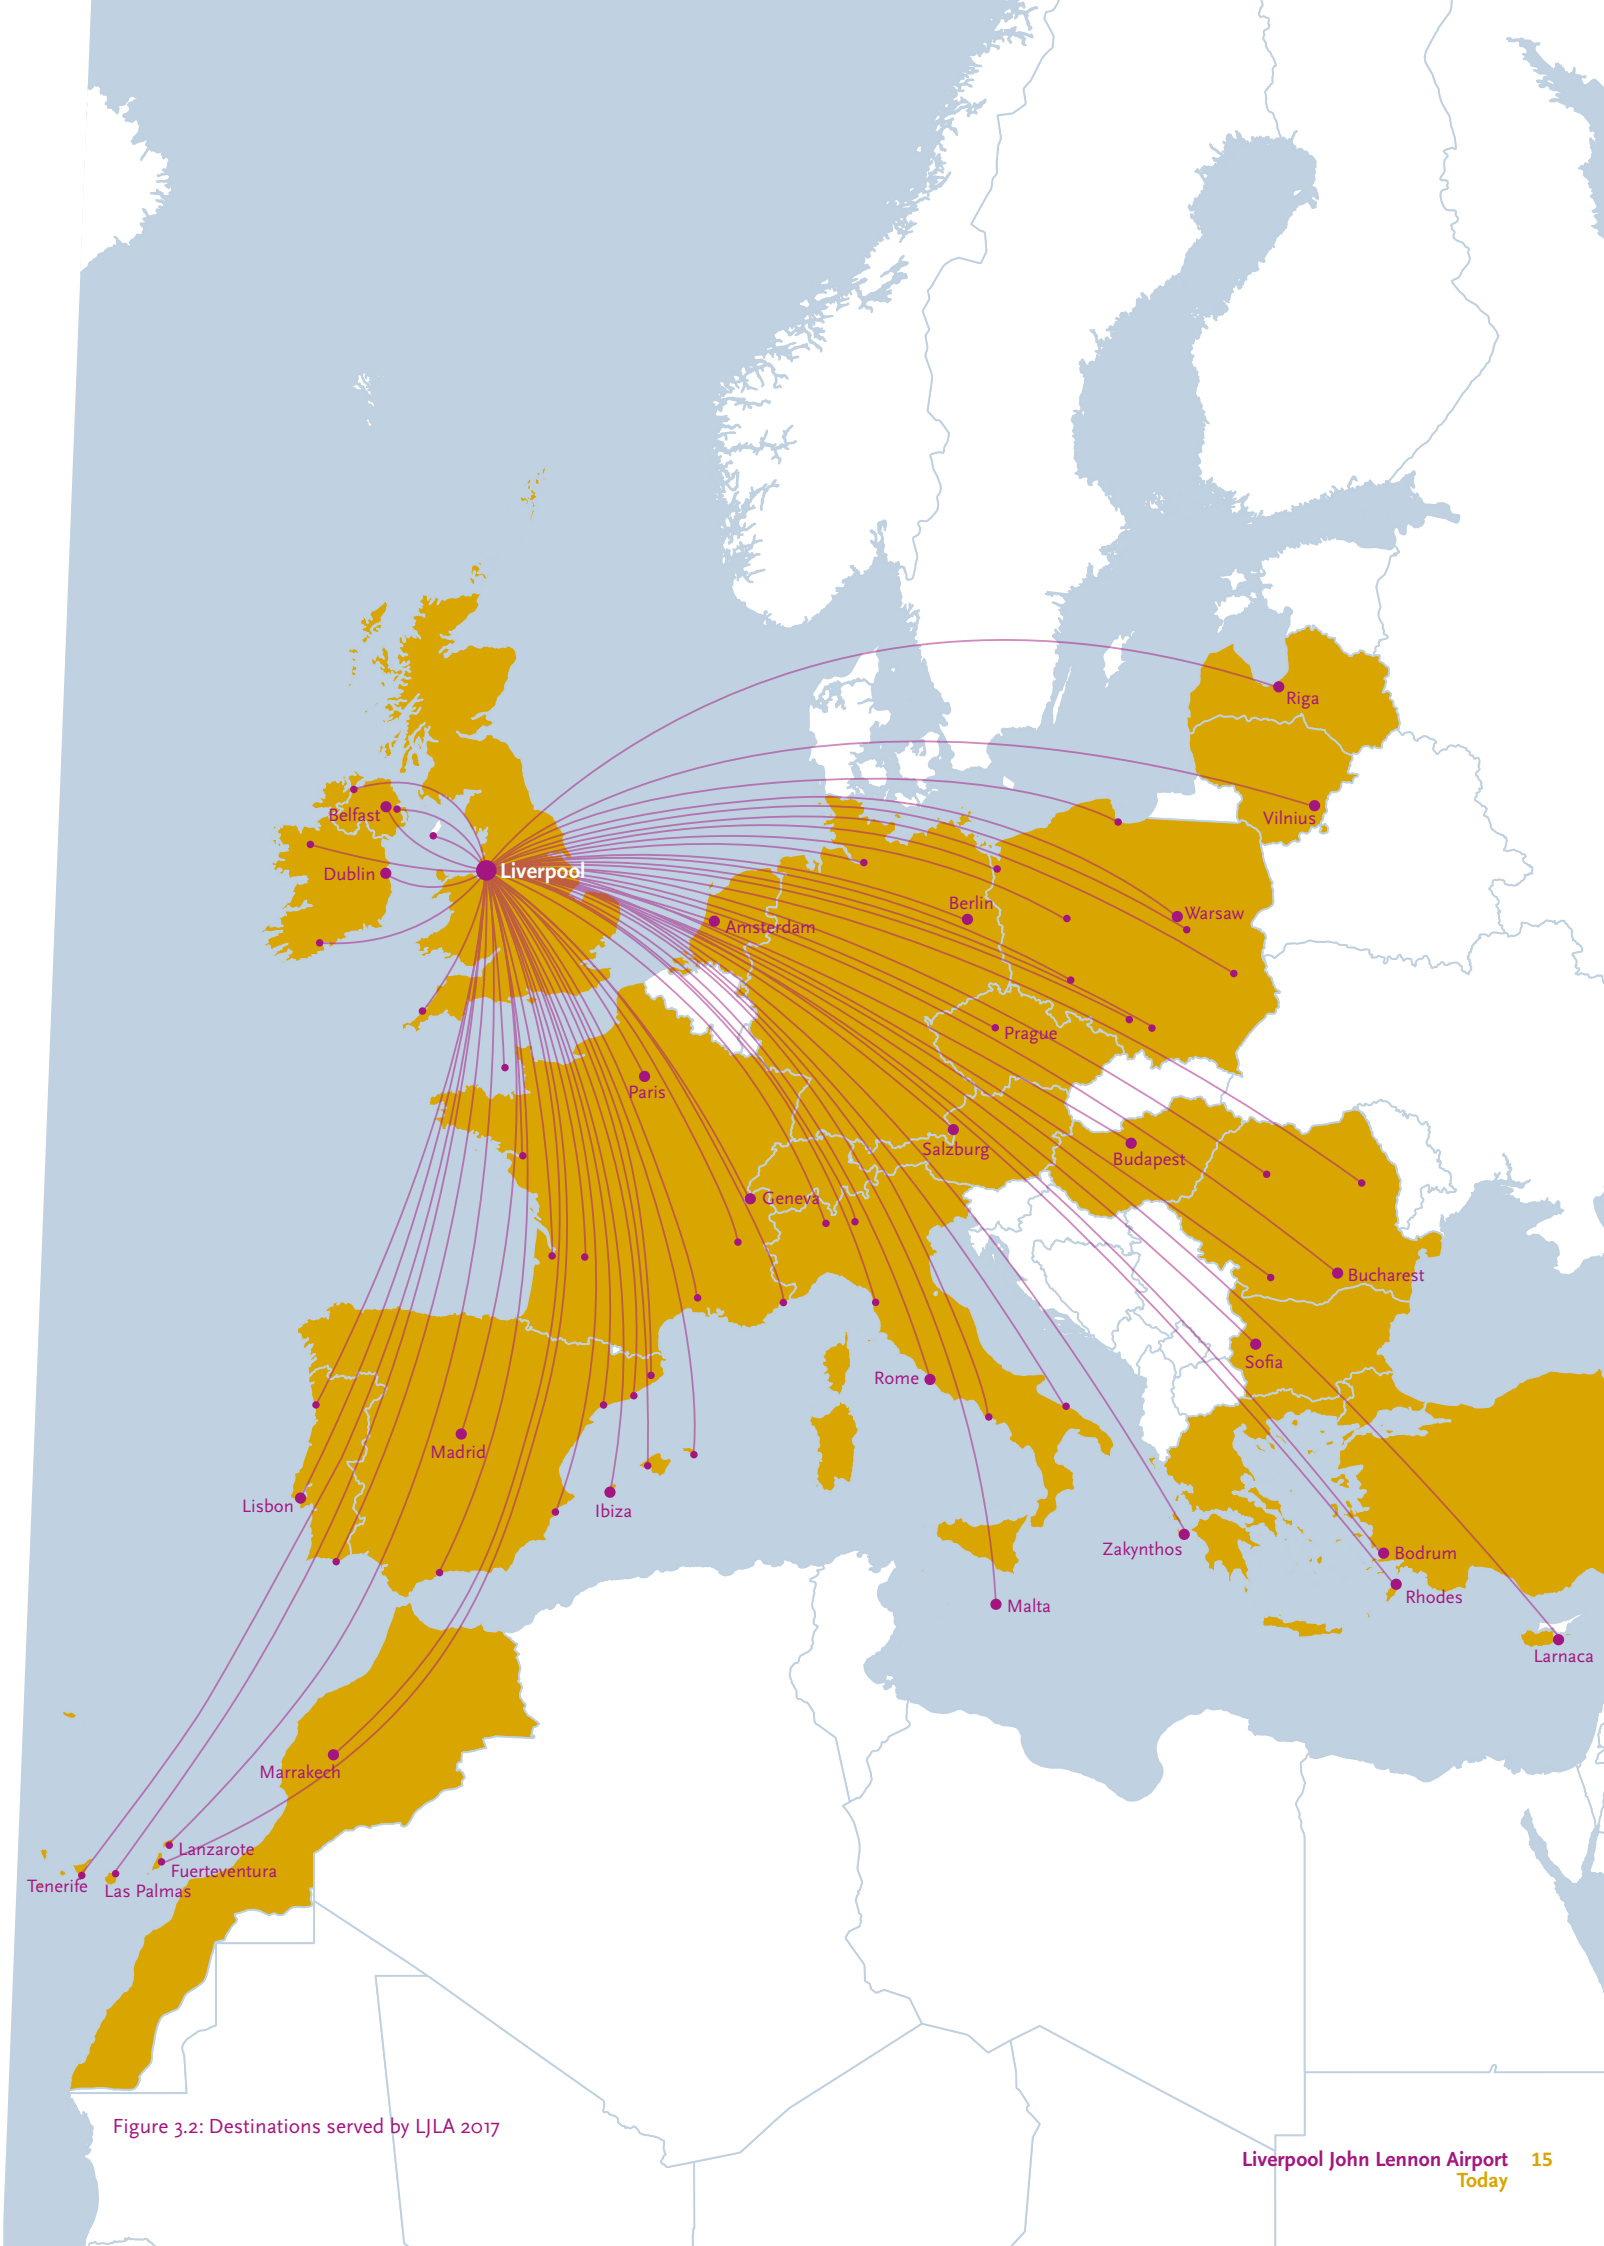 Riga
Vilnius
Belfast
Dublin
Liverpool
Berlin
Warsaw
Amsterdam
Prague
Paris
Salzburg
Budapest
Geneva
Bucharest
Sofia
Rome
Madrid
Lisbon
Ibiza
Zakynthos
Bodrum
Rhodes
Malta
Larnaca
Marrakech
Lanzarote
Fuerteventura
Tenerife
Las Palmas
Figure 3.2: Destinations served by LJLA 2017
Liverpool John Lennon Airport 15
Today